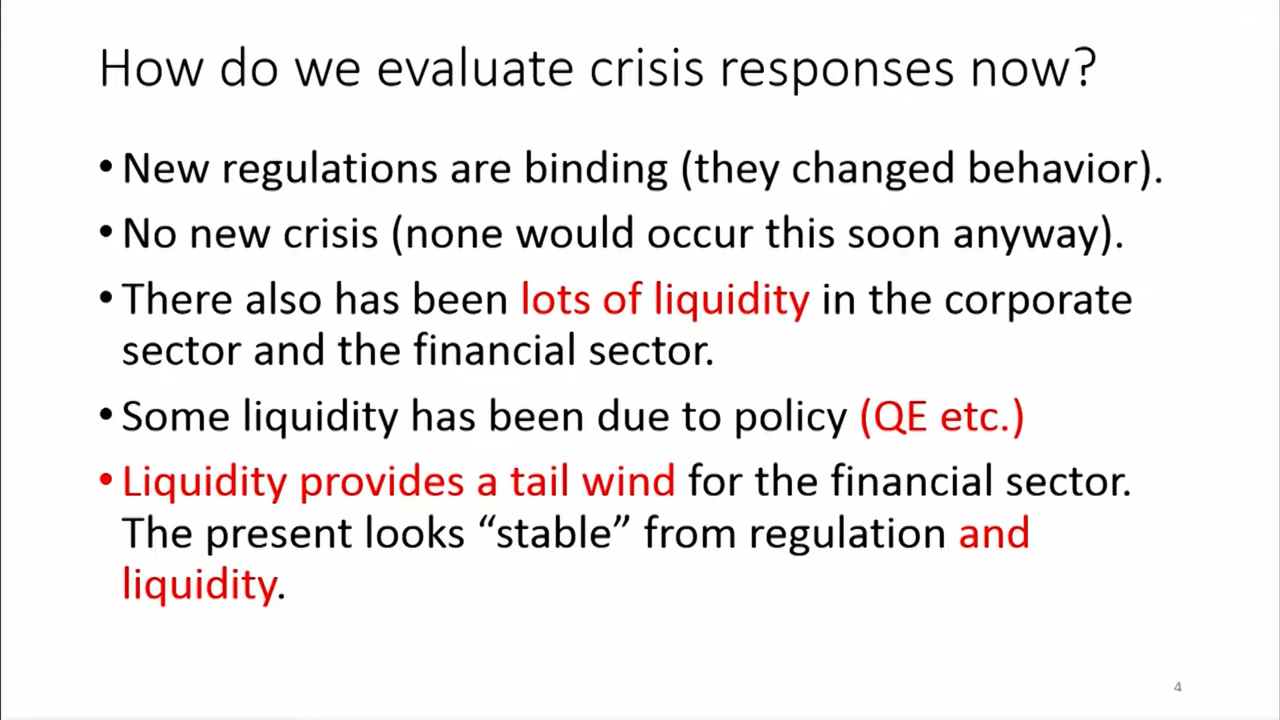 How do we evaluate crisis responses now?
• New regulations are binding (they changed behavior).
• No new crisis (none would occur this soon anyway).
• There also has been lots of liquidity in the corporate
sector and the financial sector.
• Some liquidity has been due to policy (QE etc.)
• Liquidity provides a tail wind for the financial sector.
The present looks “stable” from regulation and
liquidity.
4